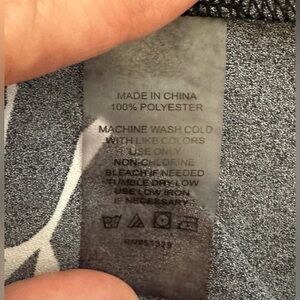 MADE IN CHINA
100% POLYESTER
MACHINE WASH COLD
WITH LIKE COLORS
USE ONLY
NON-CHLORINE
BLEACH IF NEEDED
TUMBLE DRY LOW
USE LOW IRON
IF NECESSARY